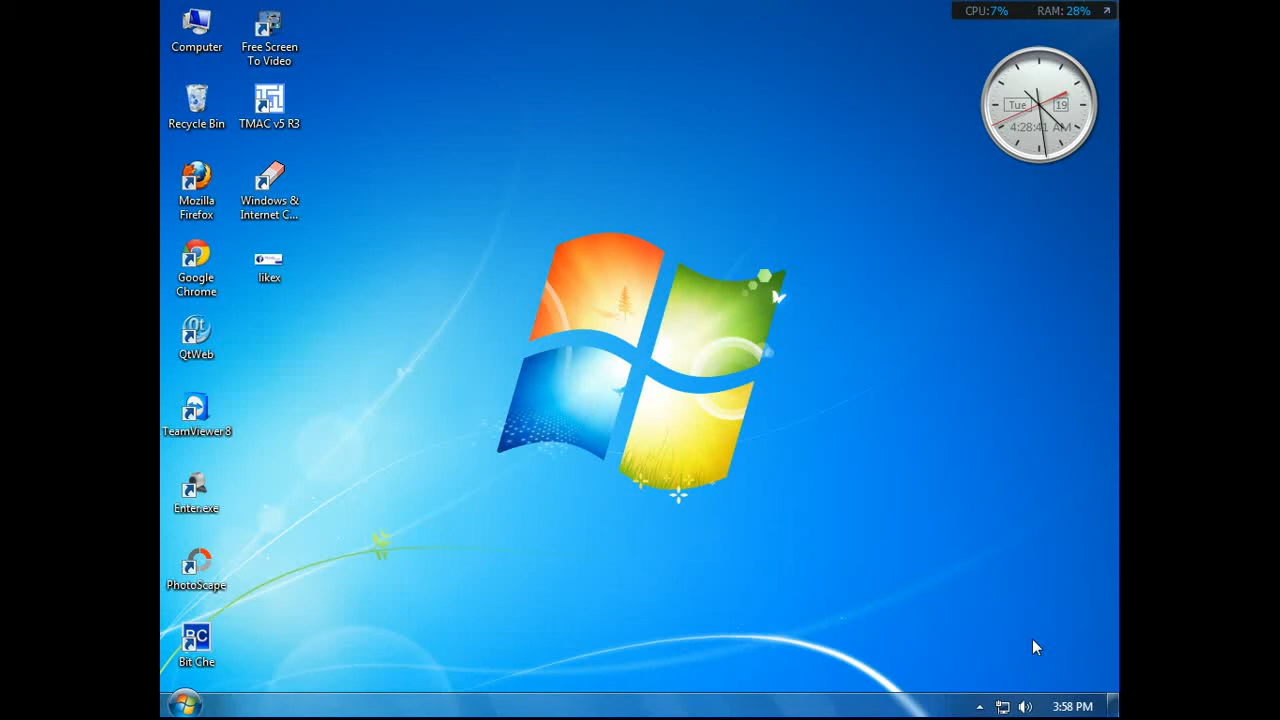 CPU:7% RAM: 28%
Computer
Free Screen
To Video
Tue 19
4:28:41 AM
Recycle Bin
TMAC v5 R3
Mozilla
Firefox
Windows &
Internet C...
Google
Chrome
likex
Qt
QtWeb
TeamViewer 8
Enter.exe
PhotoScape
BC
Bit Che
3:58 PM